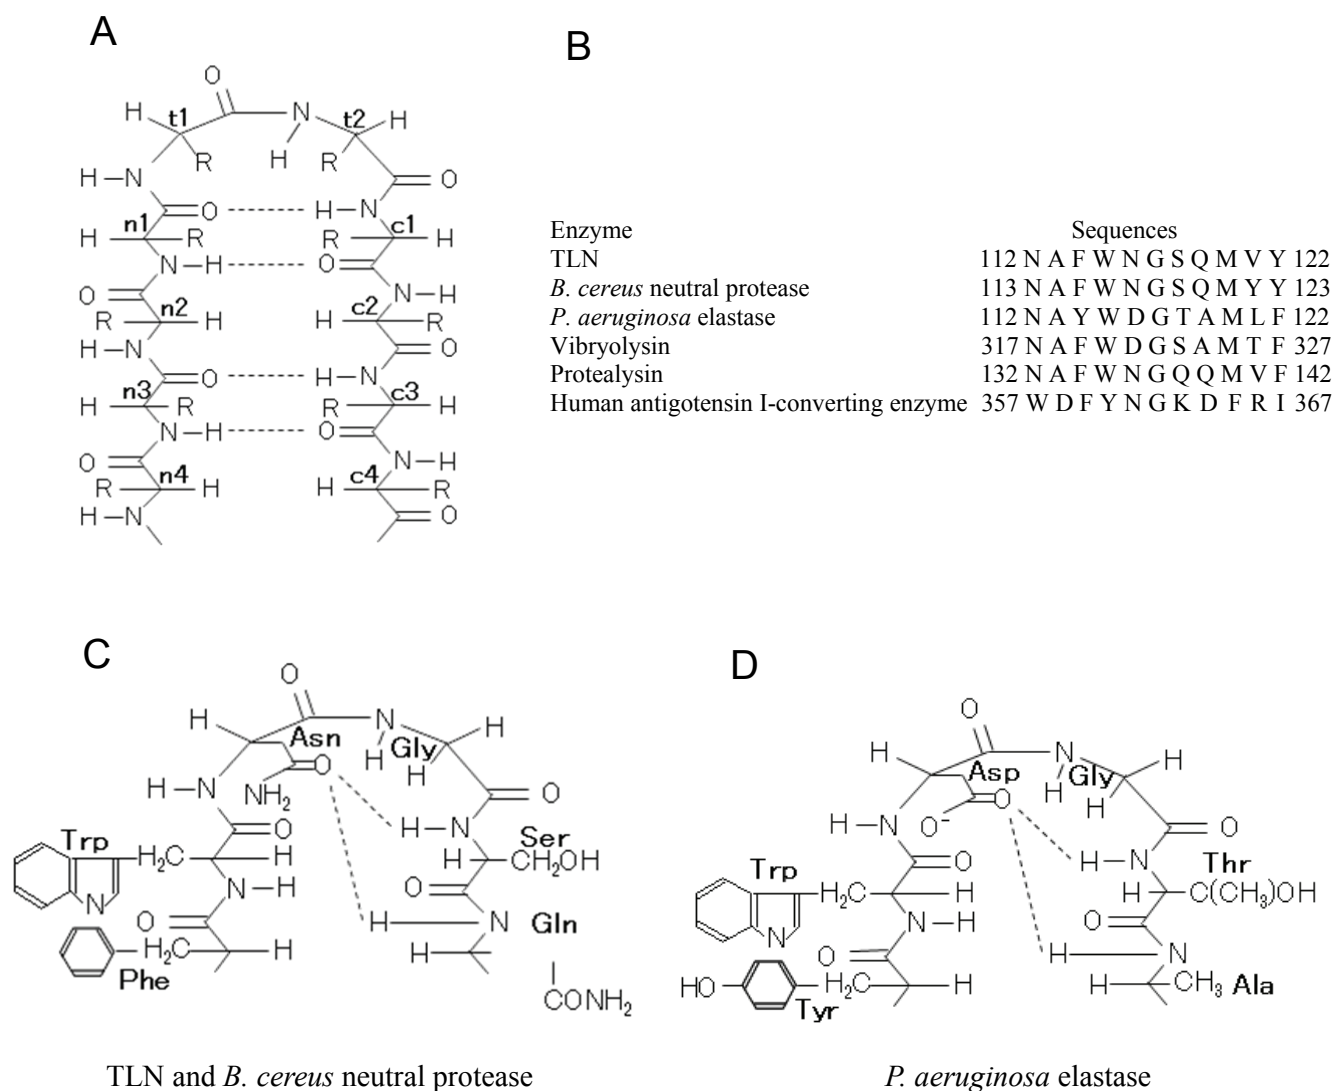 A
B
O
H t1 N t2 H
R H R
H–N O
O H–N
n1 c1
H R R H
N–H O
O N–H
n2 c2
R H H R
H–N O
O H–N
n3 c3
H R R H
N–H O
O N–H
n4 c4
R H H R
H–N O
Enzyme Sequences
TLN 112 N A F W N G S Q M V Y 122
B. cereus neutral protease 113 N A F W N G S Q M Y Y 123
P. aeruginosa elastase 112 N A Y W D G T A M L F 122
Vibryolysin 317 N A F W D G S A M T F 327
Protealysin 132 N A F W N G Q Q M V F 142
Human antigotensin I-converting enzyme 357 W D F Y N G K D F R I 367
C
O
H N H
Asn Gly
O H H
H–N NH₂ O
Trp O H–N Ser
H₂C H H CH₂OH
N N–H O
O H N Gln
H₂C H H
Phe
CONH₂
TLN and B. cereus neutral protease
D
O
H N H
Asp Gly
O H H
H–N O⁻ O
Trp O H–N Thr
H₂C H H C(CH₃)OH
N N–H O
O H N
HO H₂C H H CH₃ Ala
Tyr
P. aeruginosa elastase